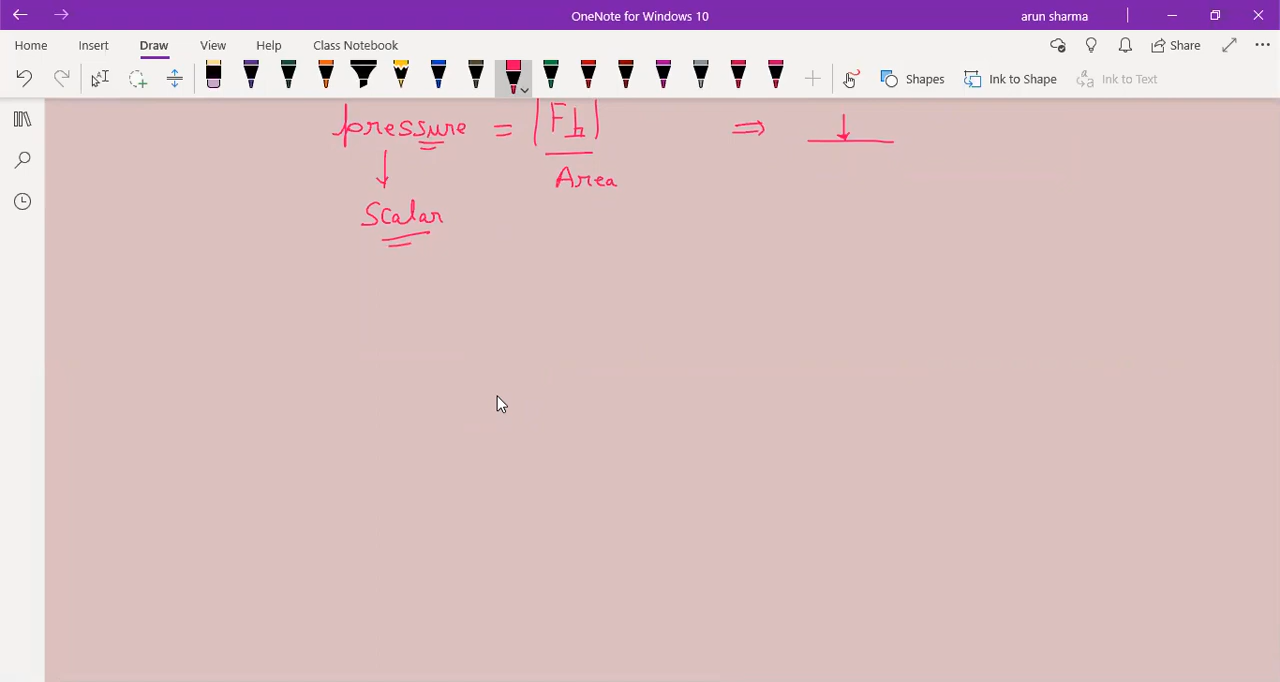 OneNote for Windows 10
arun sharma
Home Insert Draw View Help Class Notebook Share
Shapes Ink to Shape Ink to Text
pressure = |F⊥| ⇒
Area
Scalar